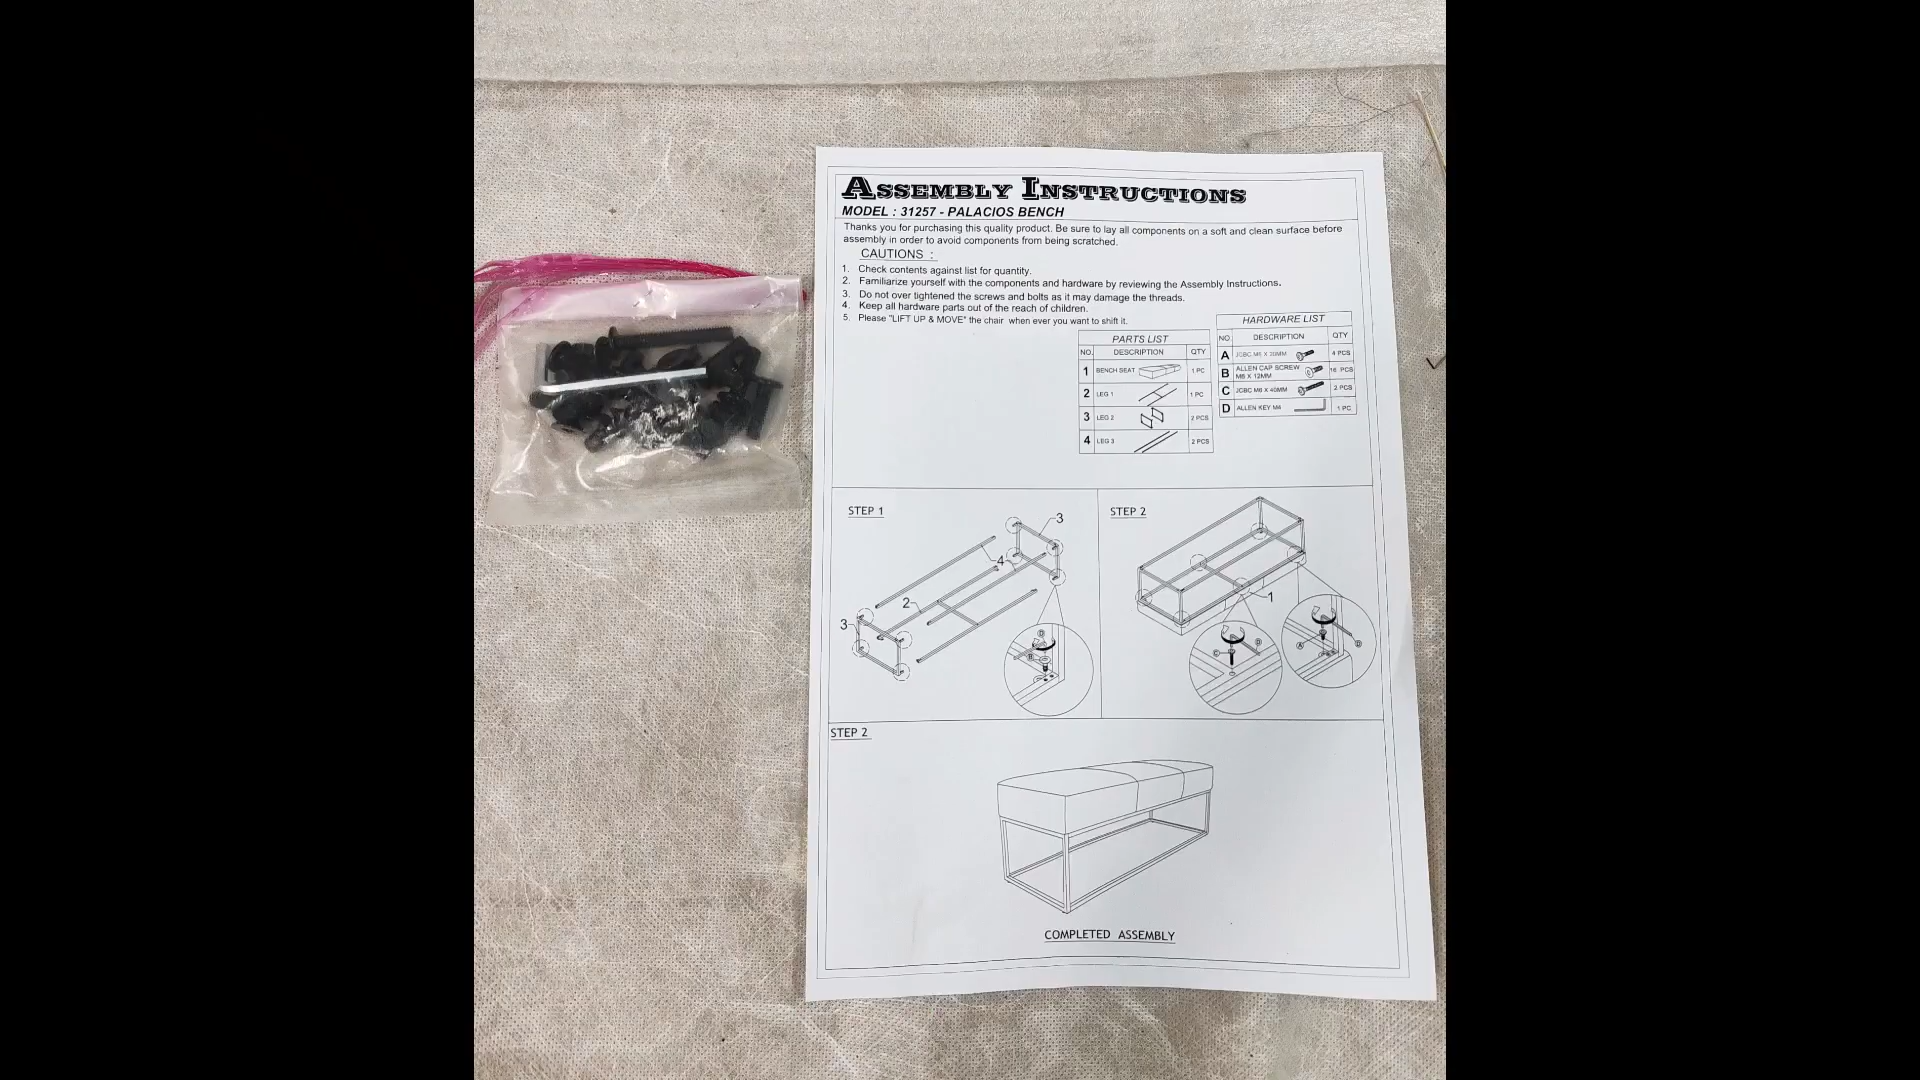 ASSEMBLY INSTRUCTIONS
MODEL : 31257 - PALACIOS BENCH
Thanks you for purchasing this quality product. Be sure to lay all components on a soft and clean surface before
assembly in order to avoid components from being scratched.
CAUTIONS :
1. Check contents against list for quantity.
2. Familiarize yourself with the components and hardware by reviewing the Assembly Instructions.
3. Do not over tightened the screws and bolts as it may damage the threads.
4. Keep all hardware parts out of the reach of children.
5. Please "LIFT UP & MOVE" the chair when ever you want to shift it.
PARTS LIST
NO. DESCRIPTION QTY
1 BENCH SEAT 1 PC
2 LEG 1 1 PC
3 LEG 2 2 PCS
4 LEG 3 2 PCS
HARDWARE LIST
NO. DESCRIPTION QTY
A JCBC M6 X MM 4 PCS
B ALLEN CAP SCREW
M6 X 12MM 16 PCS
C JCBC M6 X 40MM 2 PCS
D ALLEN KEY M4 1 PC
STEP 1
3
4
2
3
D
B
STEP 2
1
C
D
A
D
STEP 2
COMPLETED ASSEMBLY